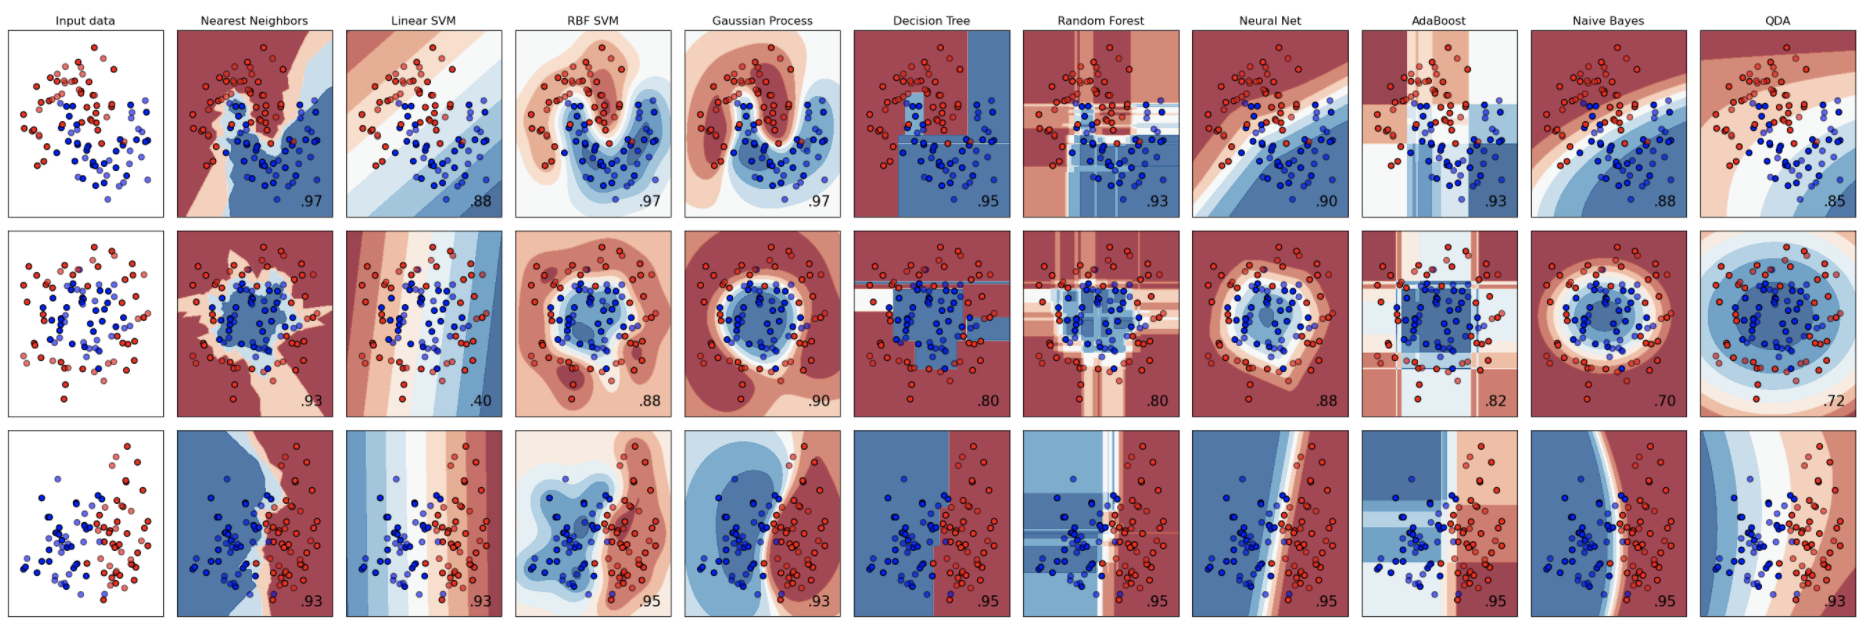 Input data Nearest Neighbors Linear SVM RBF SVM Gaussian Process Decision Tree Random Forest Neural Net AdaBoost Naive Bayes QDA
.97 .88 .97 .97 .95 .93 .90 .93 .88 .85
.93 .40 .88 .90 .80 .80 .88 .82 .70 .72
.93 .93 .95 .93 .95 .95 .95 .95 .95 .93